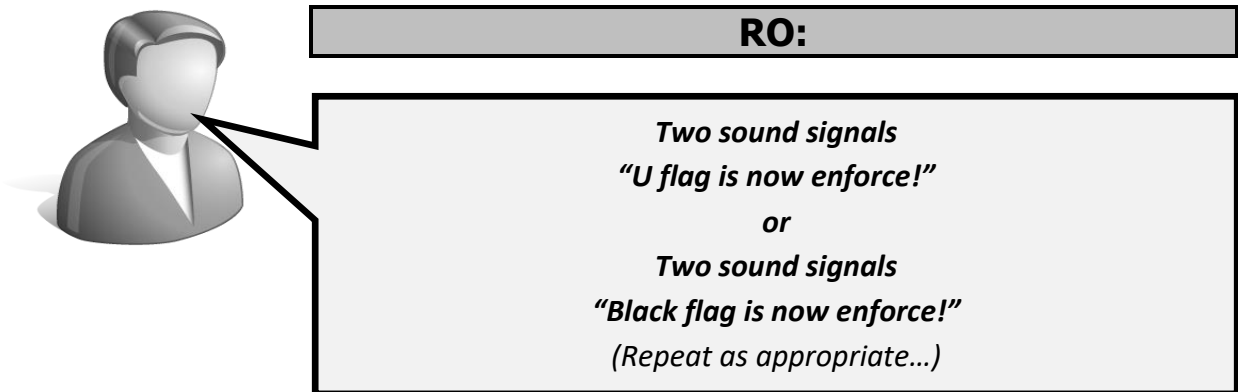 RO:
Two sound signals
“U flag is now enforce!”
or
Two sound signals
“Black flag is now enforce!”
(Repeat as appropriate…)